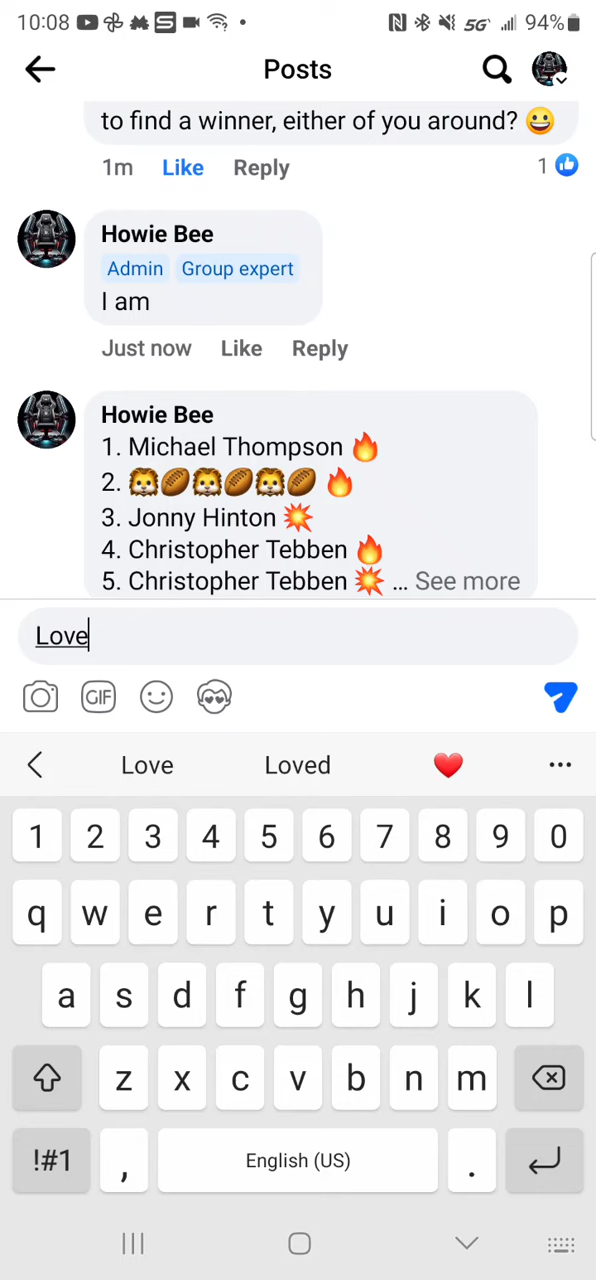 10:08 5G 94%
Posts
to find a winner, either of you around? 😀
1m Like Reply 1
Howie Bee
Admin Group expert
I am
Just now Like Reply
Howie Bee
1. Michael Thompson 🔥
2. 🦁🏈🦁🏈🦁🏈 🔥
3. Jonny Hinton 💥
4. Christopher Tebben 🔥
5. Christopher Tebben 💥 ... See more
Love
GIF
Love Loved ❤️ ...
1 2 3 4 5 6 7 8 9 0
q w e r t y u i o p
a s d f g h j k l
z x c v b n m
!#1 , English (US) .